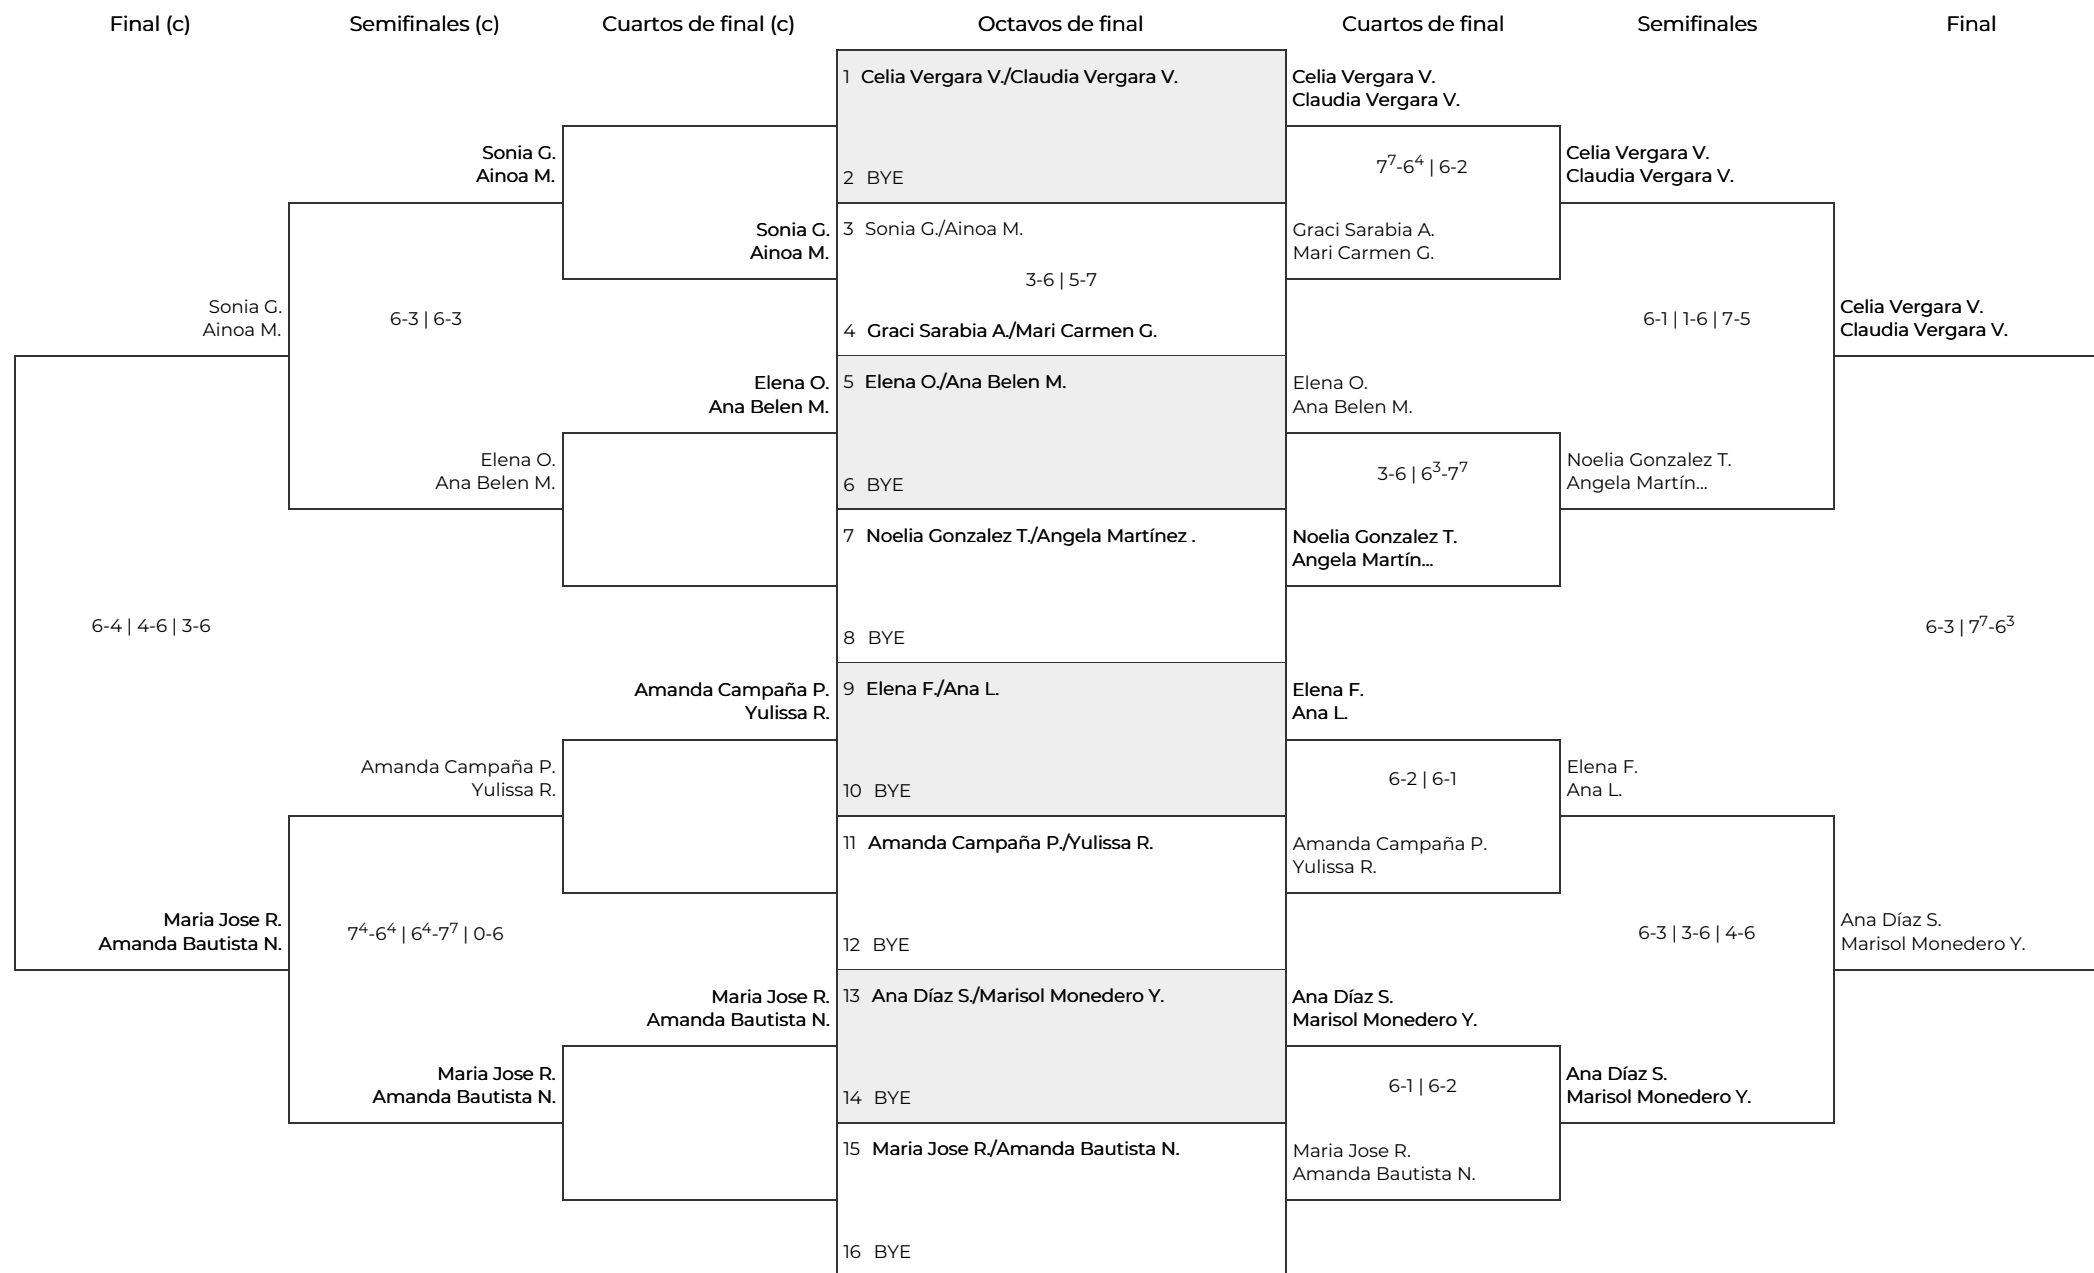 Final (c)
Semifinales (c)
Cuartos de final (c)
Octavos de final
Cuartos de final
Semifinales
Final
Sonia G.
Ainoa M.
6-4 | 4-6 | 3-6
Maria Jose R.
Amanda Bautista N.
Sonia G.
Ainoa M.
6-3 | 6-3
Elena O.
Ana Belen M.
Amanda Campaña P.
Yulissa R.
7⁴-6⁴ | 6⁴-7⁷ | 0-6
Maria Jose R.
Amanda Bautista N.
Sonia G.
Ainoa M.
Elena O.
Ana Belen M.
Amanda Campaña P.
Yulissa R.
Maria Jose R.
Amanda Bautista N.
1 Celia Vergara V./Claudia Vergara V.
2 BYE
3 Sonia G./Ainoa M.
3-6 | 5-7
4 Graci Sarabia A./Mari Carmen G.
5 Elena O./Ana Belen M.
6 BYE
7 Noelia Gonzalez T./Angela Martínez .
8 BYE
9 Elena F./Ana L.
10 BYE
11 Amanda Campaña P./Yulissa R.
12 BYE
13 Ana Díaz S./Marisol Monedero Y.
14 BYE
15 Maria Jose R./Amanda Bautista N.
16 BYE
Celia Vergara V.
Claudia Vergara V.
7⁷-6⁴ | 6-2
Graci Sarabia A.
Mari Carmen G.
Elena O.
Ana Belen M.
3-6 | 6³-7⁷
Noelia Gonzalez T.
Angela Martín...
Elena F.
Ana L.
6-2 | 6-1
Amanda Campaña P.
Yulissa R.
Ana Díaz S.
Marisol Monedero Y.
6-1 | 6-2
Maria Jose R.
Amanda Bautista N.
Celia Vergara V.
Claudia Vergara V.
6-1 | 1-6 | 7-5
Noelia Gonzalez T.
Angela Martín...
Elena F.
Ana L.
6-3 | 3-6 | 4-6
Ana Díaz S.
Marisol Monedero Y.
Celia Vergara V.
Claudia Vergara V.
6-3 | 7⁷-6³
Ana Díaz S.
Marisol Monedero Y.